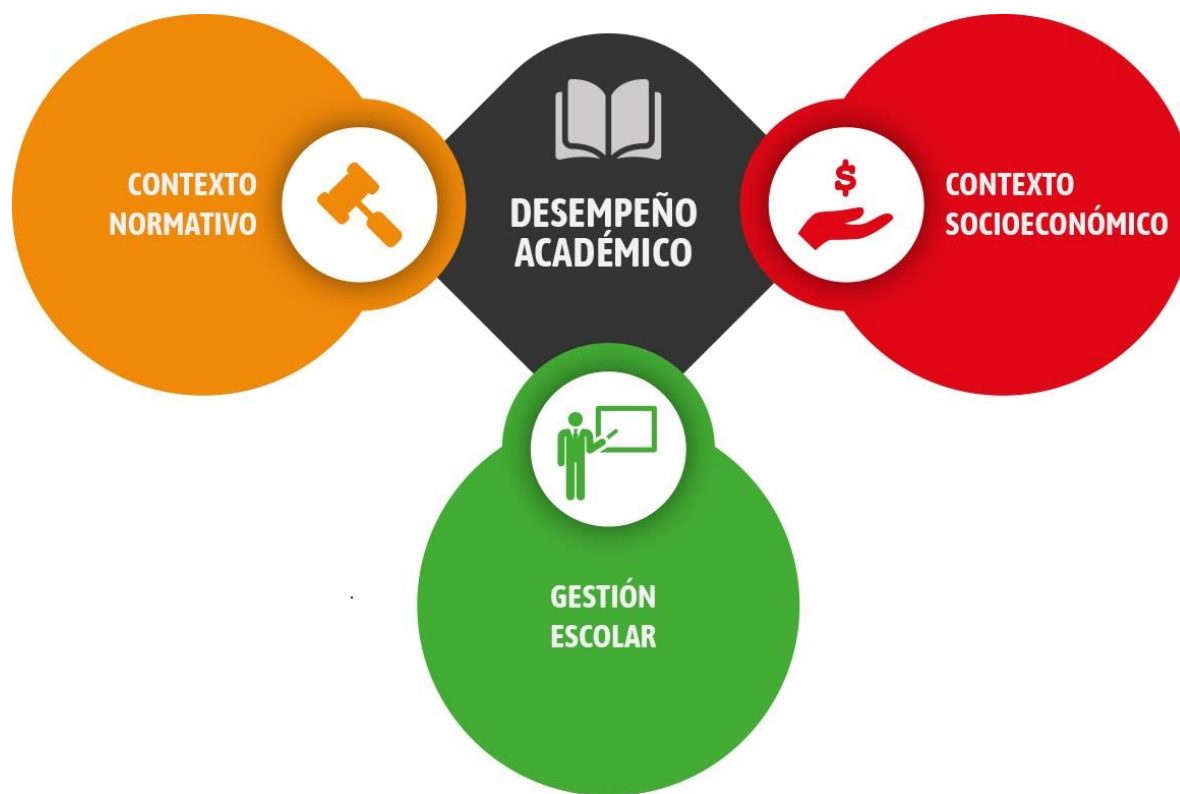 CONTEXTO
NORMATIVO
DESEMPEÑO
ACADÉMICO
$
CONTEXTO
SOCIOECONÓMICO
GESTIÓN
ESCOLAR